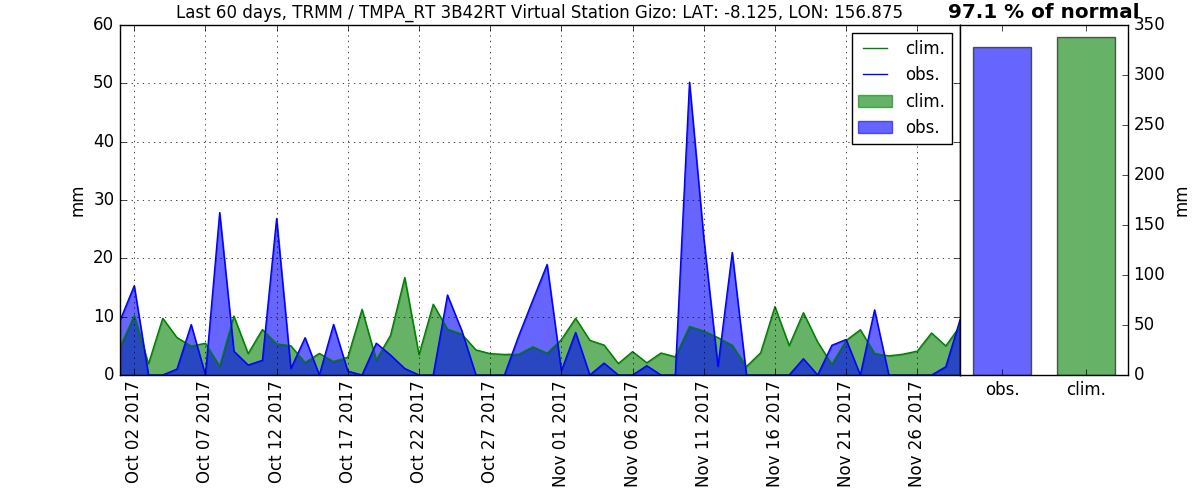 Last 60 days, TRMM / TMPA_RT 3B42RT Virtual Station Gizo: LAT: -8.125, LON: 156.875
97.1 % of normal
60
50
40
30
20
10
0
mm
clim.
obs.
clim.
obs.
350
300
250
200
150
100
50
0
mm
Oct 02 2017
Oct 07 2017
Oct 12 2017
Oct 17 2017
Oct 22 2017
Oct 27 2017
Nov 01 2017
Nov 06 2017
Nov 11 2017
Nov 16 2017
Nov 21 2017
Nov 26 2017
obs.
clim.